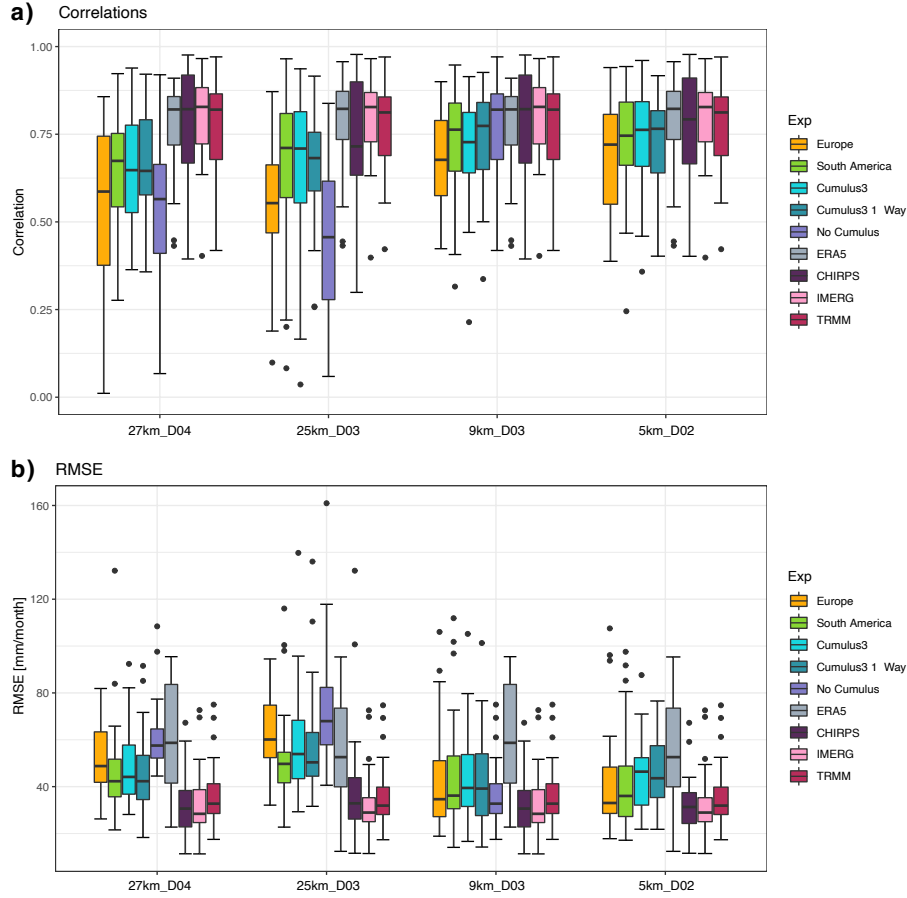 a) Correlations
1.00
0.75
0.50
0.25
0.00
Correlation
27km_D04 25km_D03 9km_D03 5km_D02
Exp
Europe
South America
Cumulus3
Cumulus3 1 Way
No Cumulus
ERA5
CHIRPS
IMERG
TRMM
b) RMSE
160
120
80
40
RMSE [mm/month]
27km_D04 25km_D03 9km_D03 5km_D02
Exp
Europe
South America
Cumulus3
Cumulus3 1 Way
No Cumulus
ERA5
CHIRPS
IMERG
TRMM